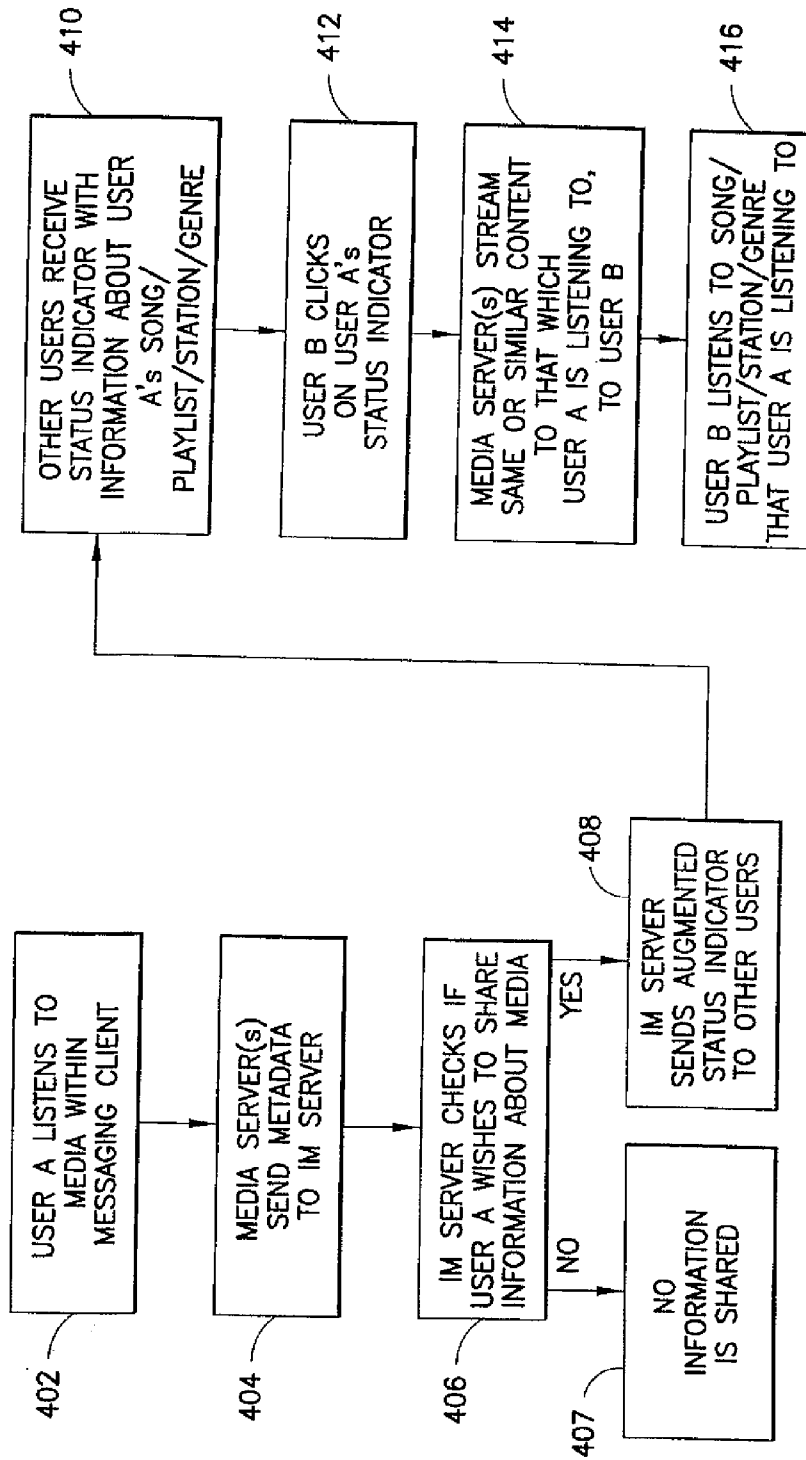 402
USER A LISTENS TO
MEDIA WITHIN
MESSAGING CLIENT
404
MEDIA SERVER(s)
SEND METADATA
TO IM SERVER
406
IM SERVER CHECKS IF
USER A WISHES TO SHARE
INFORMATION ABOUT MEDIA
NO
YES
407
NO
INFORMATION
IS SHARED
408
IM SERVER
SENDS AUGMENTED
STATUS INDICATOR
TO OTHER USERS
410
OTHER USERS RECEIVE
STATUS INDICATOR WITH
INFORMATION ABOUT USER
A's SONG/
PLAYLIST/STATION/GENRE
412
USER B CLICKS
ON USER A's
STATUS INDICATOR
414
MEDIA SERVER(s) STREAM
SAME OR SIMILAR CONTENT
TO THAT WHICH
USER A IS LISTENING TO,
TO USER B
416
USER B LISTENS TO SONG/
PLAYLIST/STATION/GENRE
THAT USER A IS LISTENING TO